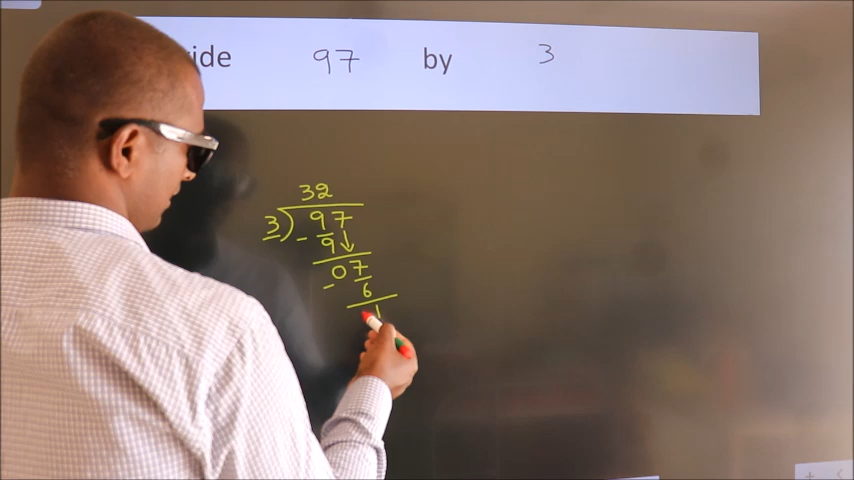 ide 97 by 3
32
3) 97
- 9 ↓
07
- 6
1